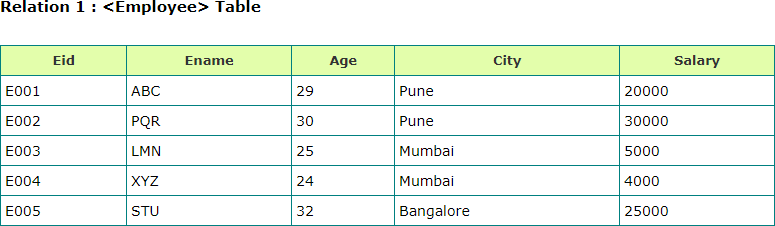 Relation 1 : <Employee> Table
Eid Ename Age City Salary
E001 ABC 29 Pune 20000
E002 PQR 30 Pune 30000
E003 LMN 25 Mumbai 5000
E004 XYZ 24 Mumbai 4000
E005 STU 32 Bangalore 25000